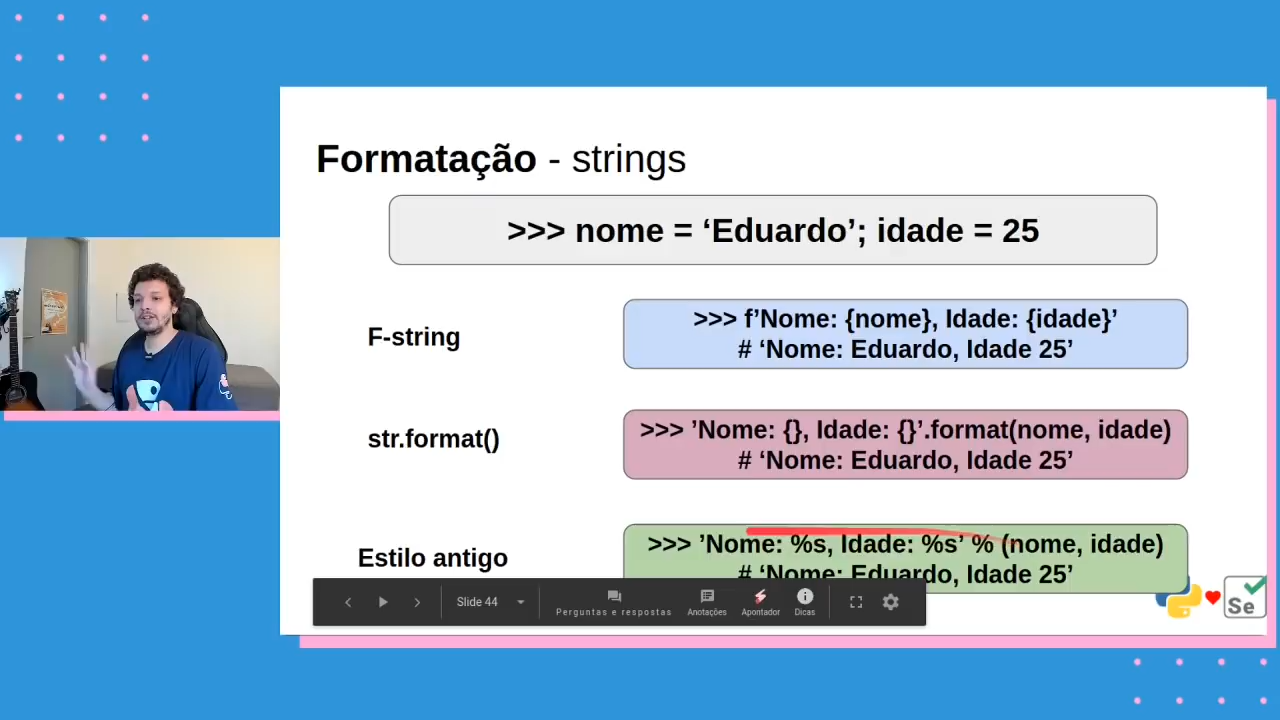 Formatação - strings
>>> nome = ‘Eduardo’; idade = 25
F-string
>>> f’Nome: {nome}, Idade: {idade}’
# ‘Nome: Eduardo, Idade 25’
str.format()
>>> ’Nome: {}, Idade: {}’.format(nome, idade)
# ‘Nome: Eduardo, Idade 25’
Estilo antigo
>>> ’Nome: %s, Idade: %s’ % (nome, idade)
# ‘Nome: Eduardo, Idade 25’
Slide 44
Perguntas e respostas
Anotações
Apontador
Dicas
Se